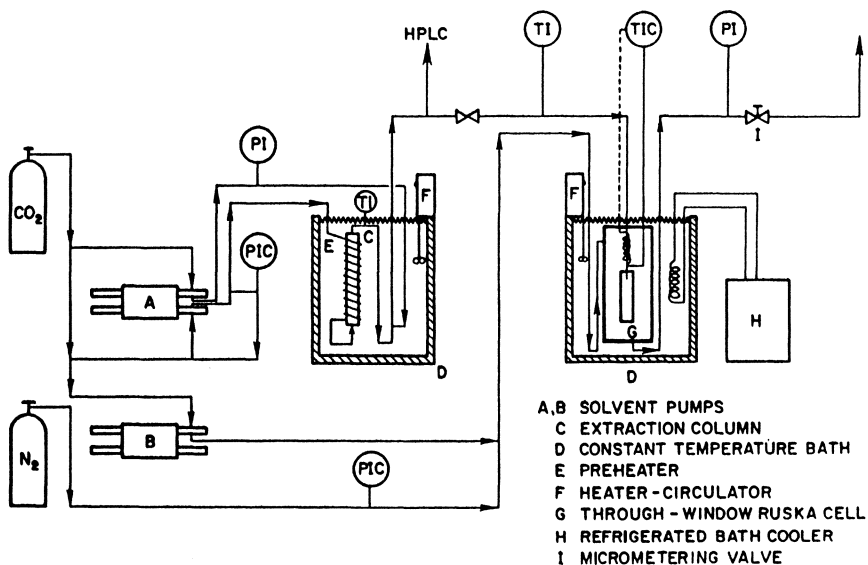 HPLC
TI
TIC
PI
I
PI
CO₂
F
TI
E
C
PIC
A
F
G
H
D
D
B
N₂
PIC
A,B SOLVENT PUMPS
C EXTRACTION COLUMN
D CONSTANT TEMPERATURE BATH
E PREHEATER
F HEATER-CIRCULATOR
G THROUGH-WINDOW RUSKA CELL
H REFRIGERATED BATH COOLER
I MICROMETERING VALVE